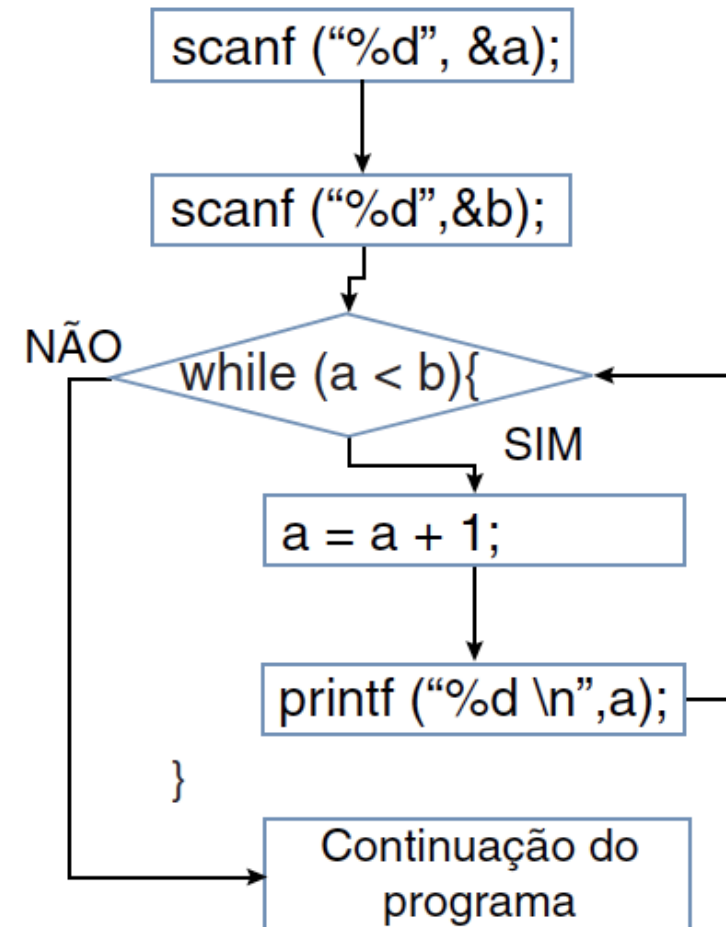 scanf (“%d”, &a);
scanf (“%d”,&b);
NÃO
while (a < b){
SIM
a = a + 1;
printf (“%d \n”,a);
}
Continuação do
programa